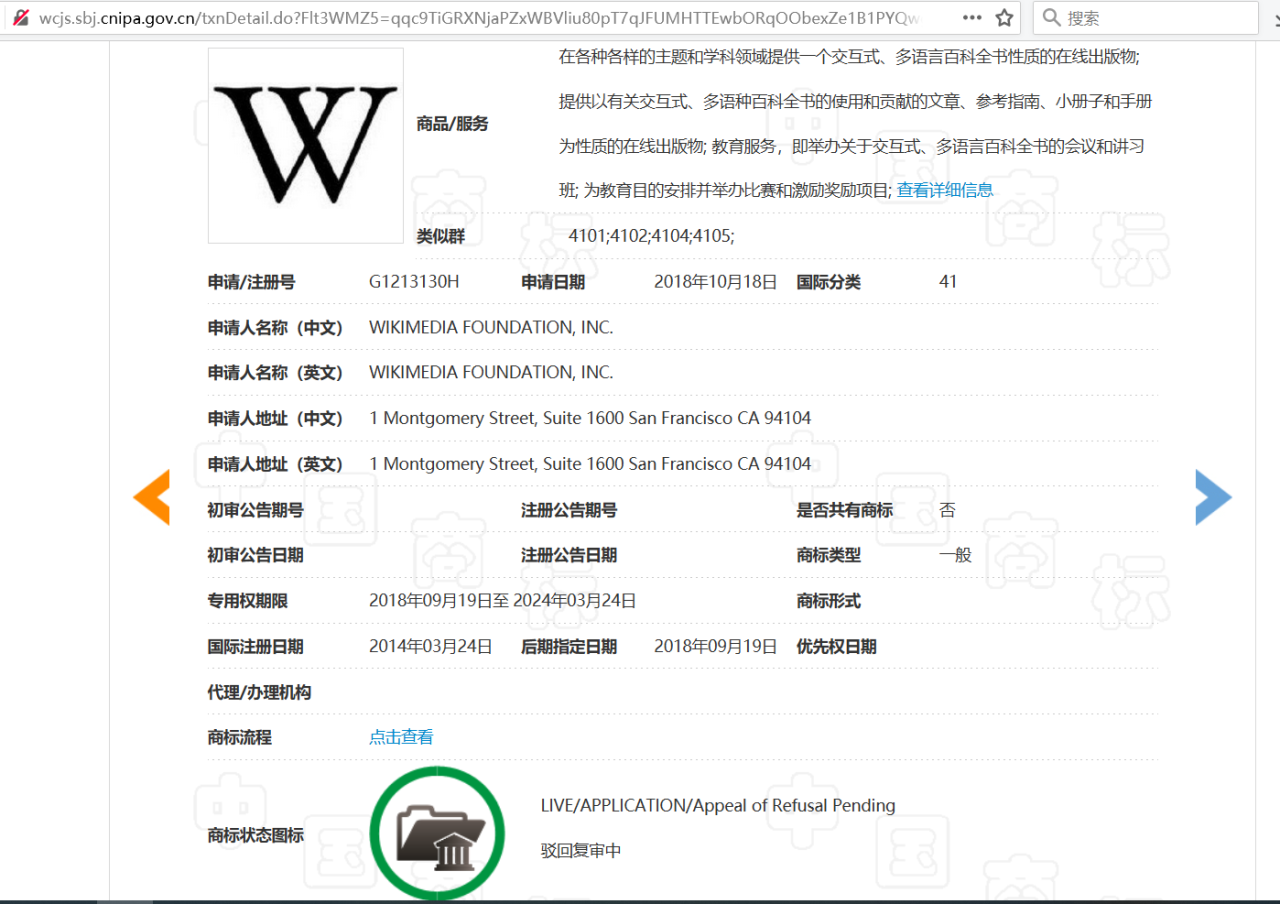 wcjs.sbj.cnipa.gov.cn/txnDetail.do?Flt3WMZ5=qqc9TiGRXNjaPZxWBVliu80pT7qJFUMHTTEwbORqOObexZe1B1PYQw
搜索
在各种各样的主题和学科领域提供一个交互式、多语言百科全书性质的在线出版物;
W
提供以有关交互式、多语种百科全书的使用和贡献的文章、参考指南、小册子和手册
商品/服务
为性质的在线出版物; 教育服务，即举办关于交互式、多语言百科全书的会议和讲习
班; 为教育目的安排并举办比赛和激励奖励项目; 查看详细信息
类似群 4101;4102;4104;4105;
申请/注册号 G1213130H 申请日期 2018年10月18日 国际分类 41
申请人名称（中文） WIKIMEDIA FOUNDATION, INC.
申请人名称（英文） WIKIMEDIA FOUNDATION, INC.
申请人地址（中文） 1 Montgomery Street, Suite 1600 San Francisco CA 94104
申请人地址（英文） 1 Montgomery Street, Suite 1600 San Francisco CA 94104
初审公告期号 注册公告期号 是否共有商标 否
初审公告日期 注册公告日期 商标类型 一般
专用权期限 2018年09月19日至 2024年03月24日 商标形式
国际注册日期 2014年03月24日 后期指定日期 2018年09月19日 优先权日期
代理/办理机构
商标流程 点击查看
LIVE/APPLICATION/Appeal of Refusal Pending
商标状态图标
驳回复审中
中国商标